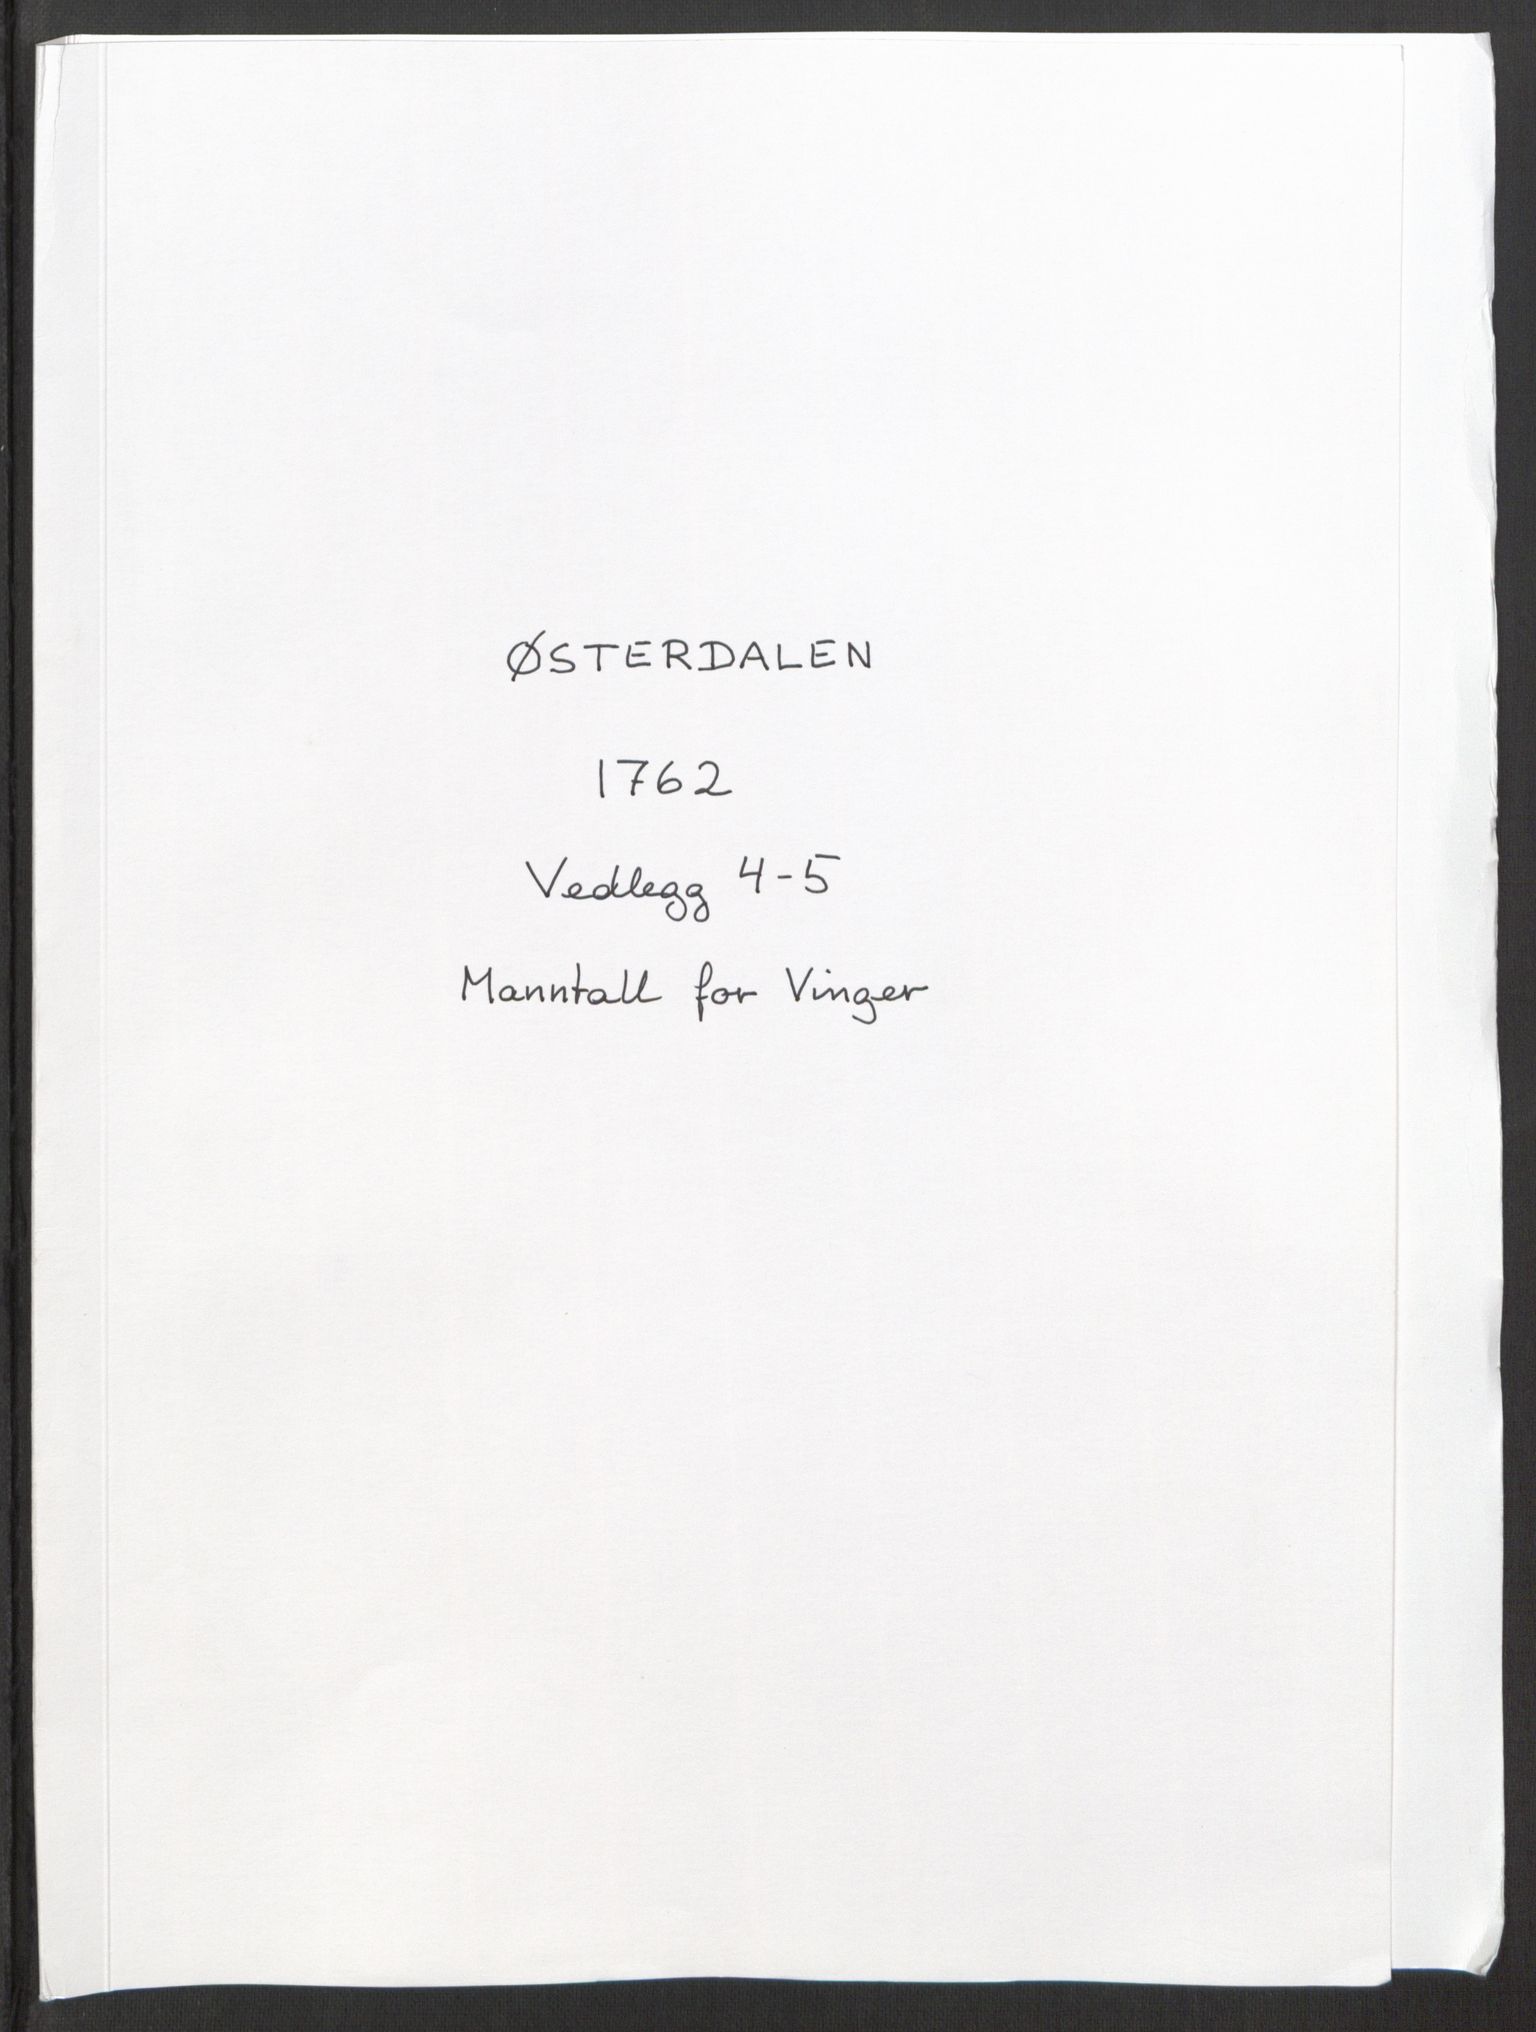 ØSTERDALEN
1762
Vedlegg 4-5
Manntall for Vinger